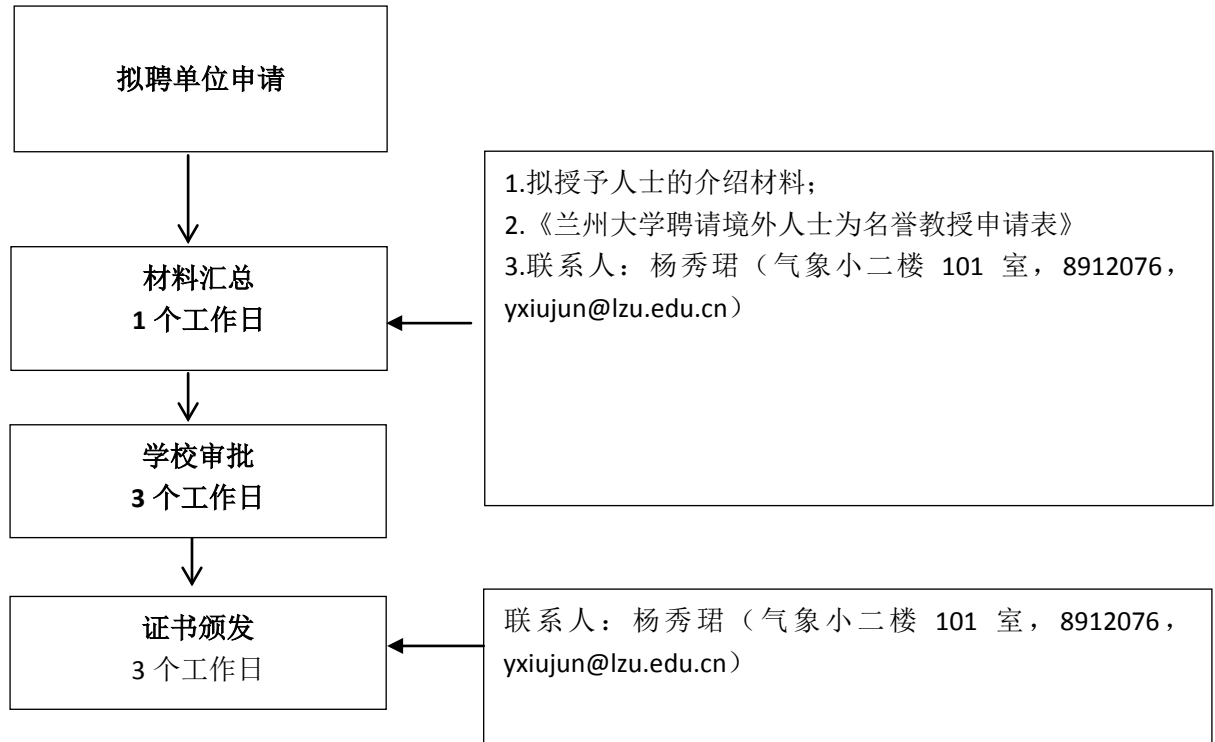 拟聘单位申请
1.拟授予人士的介绍材料；
2.《兰州大学聘请境外人士为名誉教授申请表》
3.联系人：杨秀珺（气象小二楼 101 室，8912076，
yxiujun@lzu.edu.cn）
材料汇总
1 个工作日
学校审批
3 个工作日
证书颁发
3 个工作日
联系人：杨秀珺（气象小二楼 101 室，8912076，
yxiujun@lzu.edu.cn）